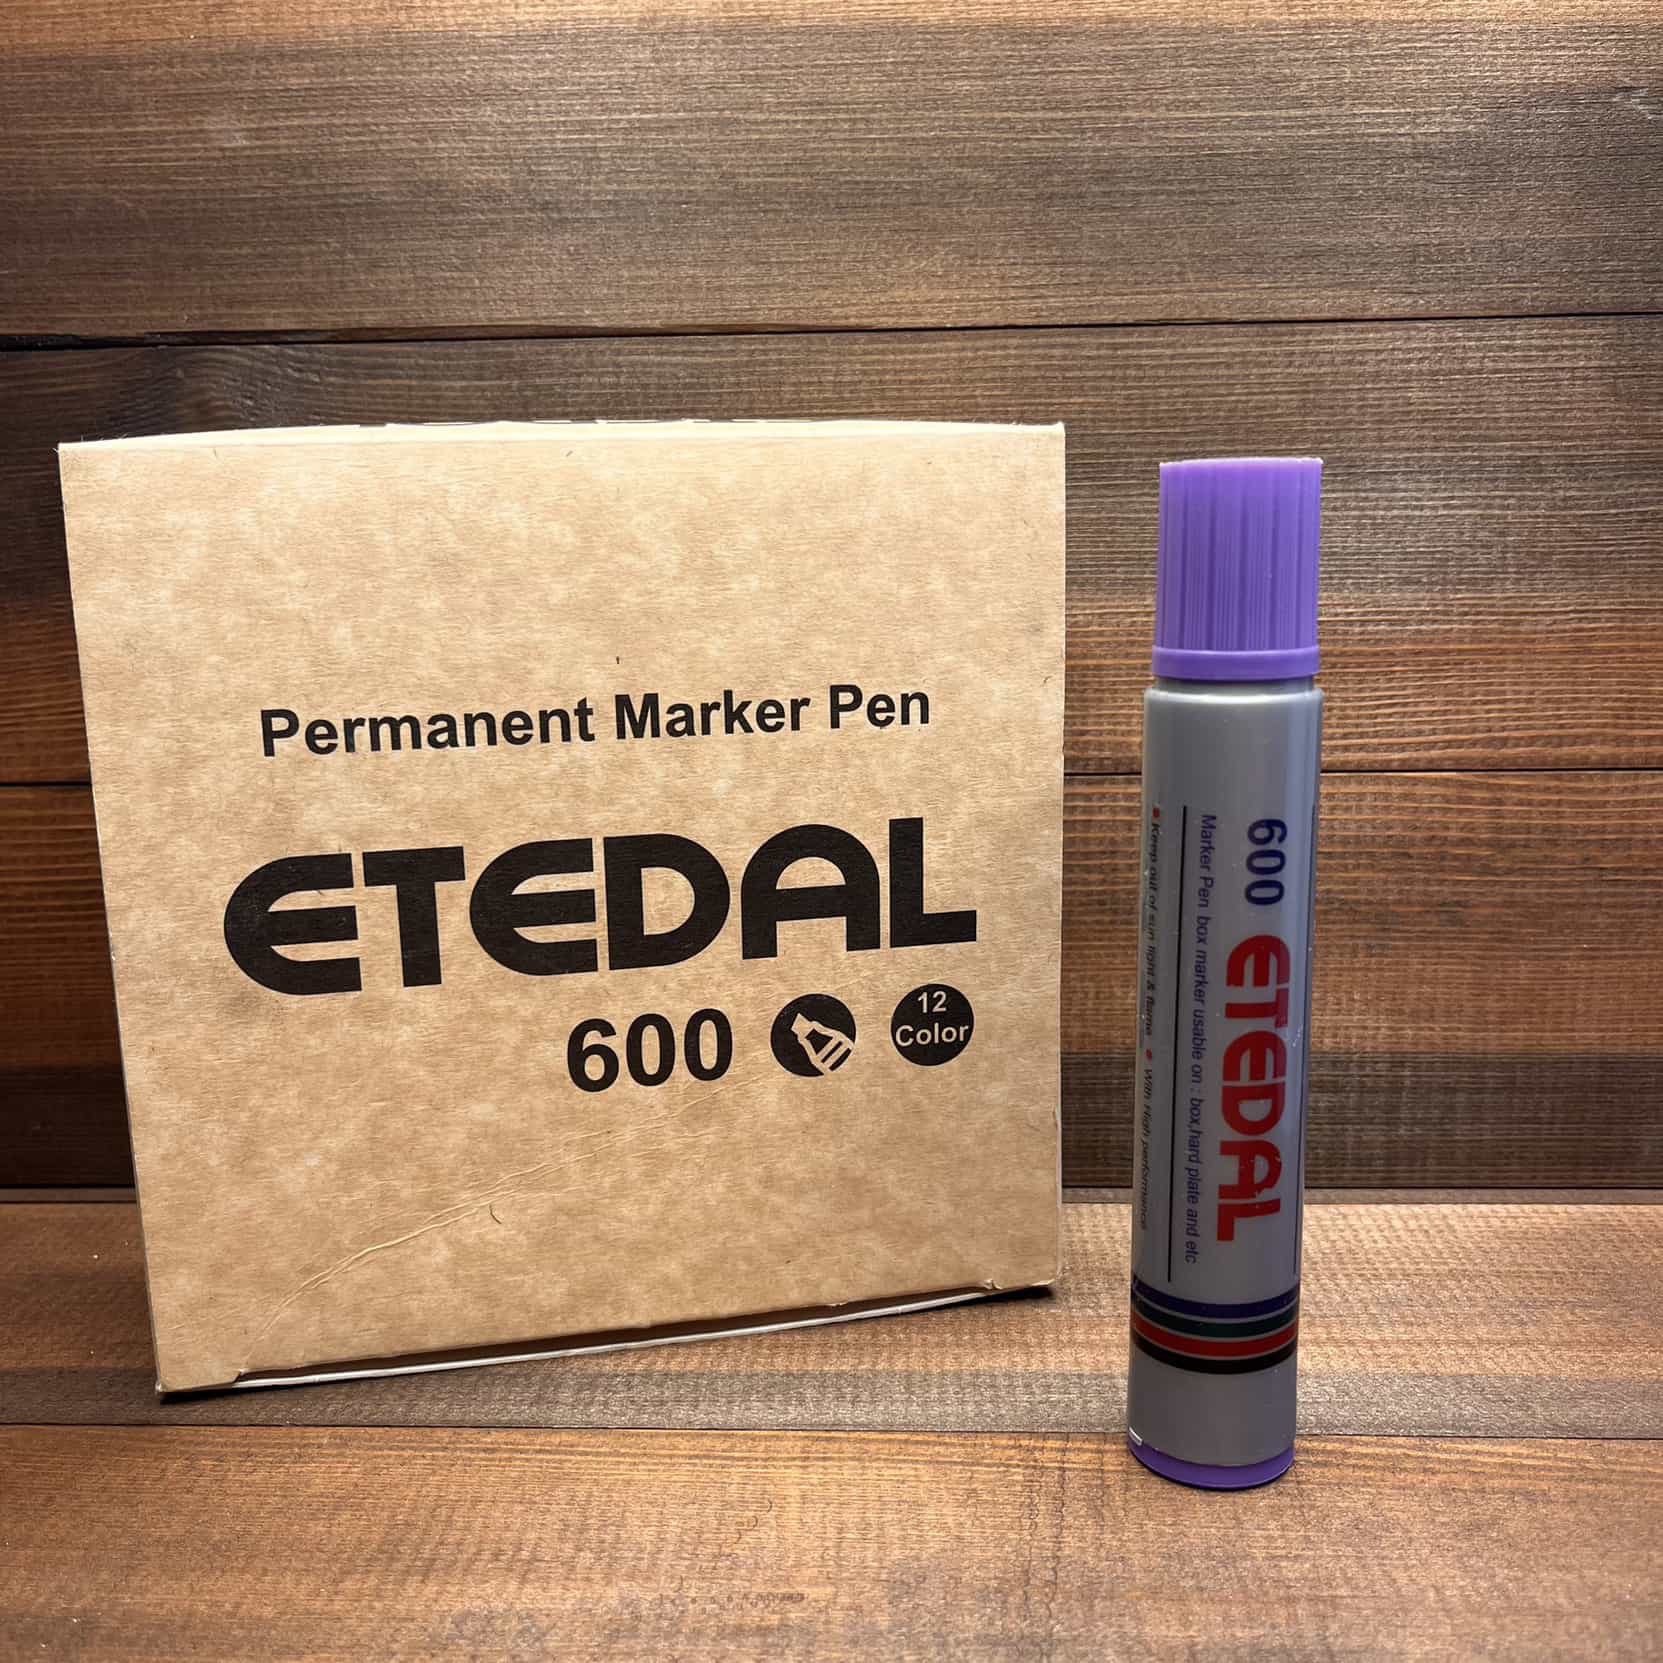 Permanent Marker Pen
ETEDAL
600
12
Color
600 ETEDAL
Marker Pen box marker usable on : box,hard plate and etc
Keep out of sun light & flame • With High performance